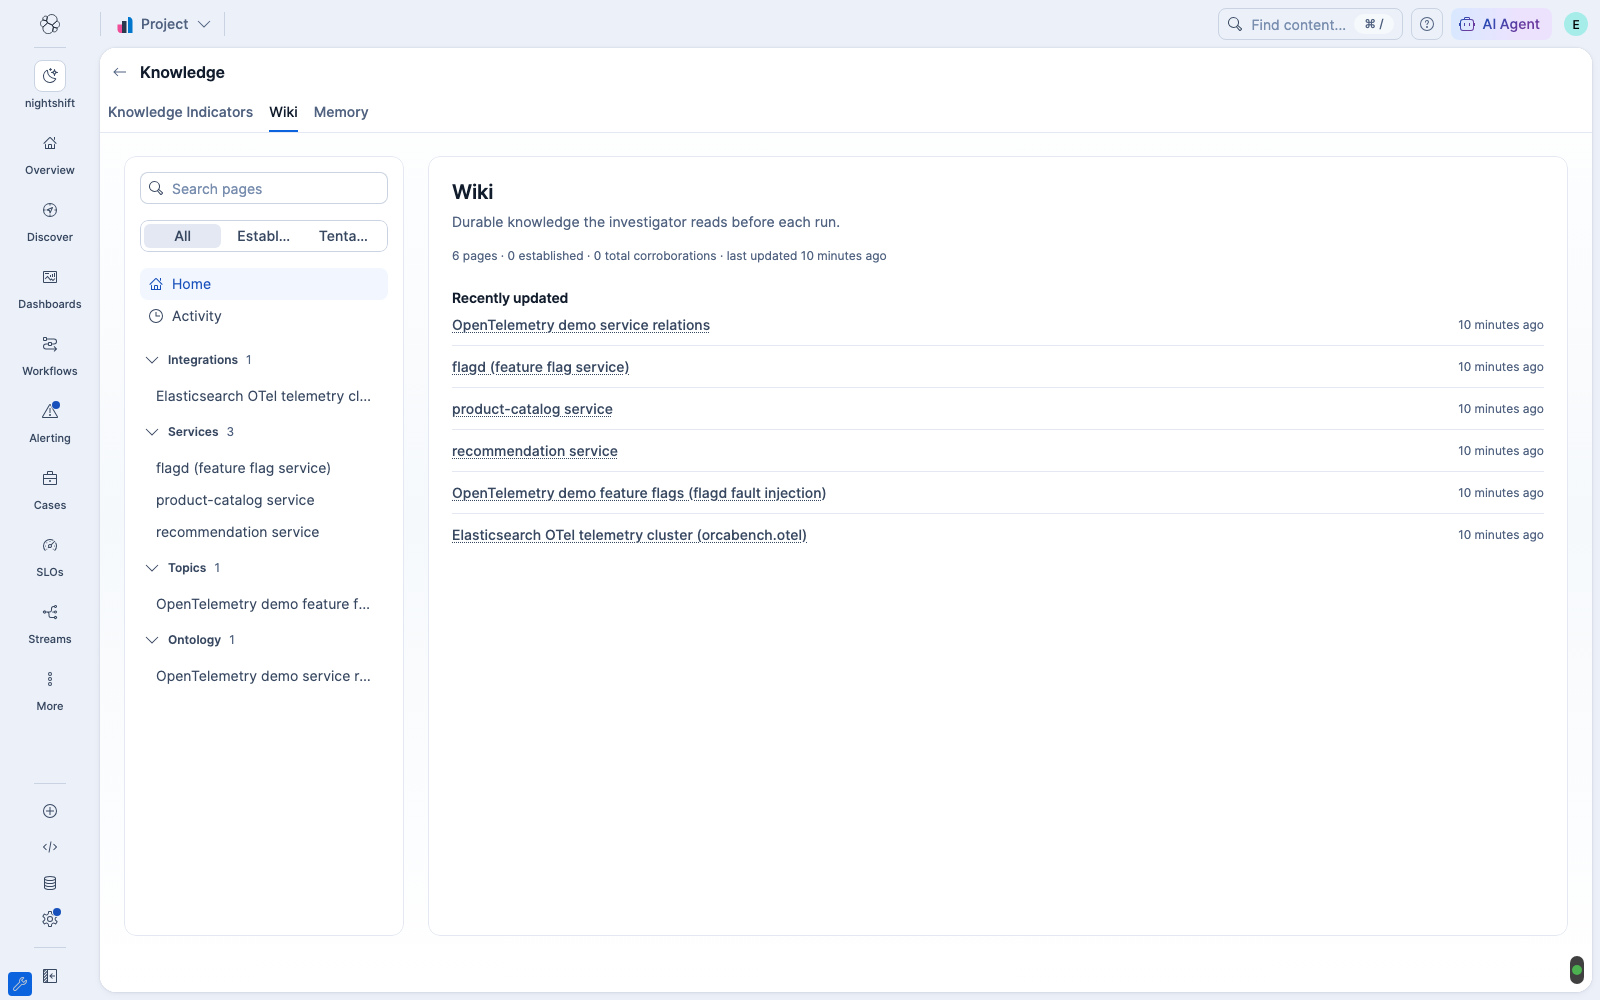 Project
Find content... ⌘ /
AI Agent
E
nightshift
Overview
Discover
Dashboards
Workflows
Alerting
Cases
SLOs
Streams
More
Knowledge
Knowledge Indicators Wiki Memory
Search pages
All Establ... Tenta...
Home
Activity
Integrations 1
Elasticsearch OTel telemetry cl...
Services 3
flagd (feature flag service)
product-catalog service
recommendation service
Topics 1
OpenTelemetry demo feature f...
Ontology 1
OpenTelemetry demo service r...
Wiki
Durable knowledge the investigator reads before each run.
6 pages · 0 established · 0 total corroborations · last updated 10 minutes ago
Recently updated
OpenTelemetry demo service relations 10 minutes ago
flagd (feature flag service) 10 minutes ago
product-catalog service 10 minutes ago
recommendation service 10 minutes ago
OpenTelemetry demo feature flags (flagd fault injection) 10 minutes ago
Elasticsearch OTel telemetry cluster (orcabench.otel) 10 minutes ago